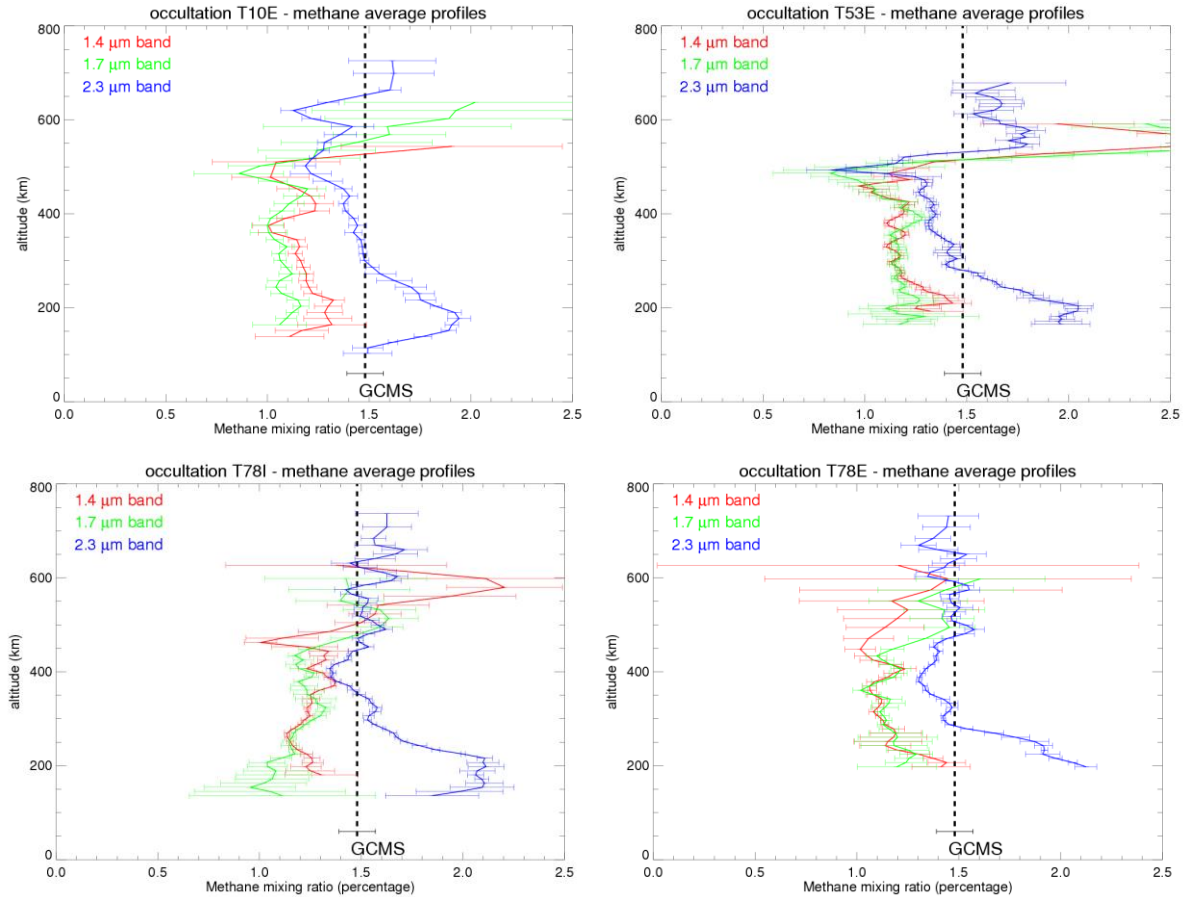 occultation T10E - methane average profiles
800
1.4 μm band
1.7 μm band
2.3 μm band
600
altitude (km)
400
200
GCMS
0
0.0 0.5 1.0 1.5 2.0 2.5
Methane mixing ratio (percentage)
occultation T53E - methane average profiles
800
1.4 μm band
1.7 μm band
2.3 μm band
600
altitude (km)
400
200
GCMS
0
0.0 0.5 1.0 1.5 2.0 2.5
Methane mixing ratio (percentage)
occultation T78I - methane average profiles
800
1.4 μm band
1.7 μm band
2.3 μm band
600
altitude (km)
400
200
GCMS
0
0.0 0.5 1.0 1.5 2.0 2.5
Methane mixing ratio (percentage)
occultation T78E - methane average profiles
800
1.4 μm band
1.7 μm band
2.3 μm band
600
altitude (km)
400
200
GCMS
0
0.0 0.5 1.0 1.5 2.0 2.5
Methane mixing ratio (percentage)